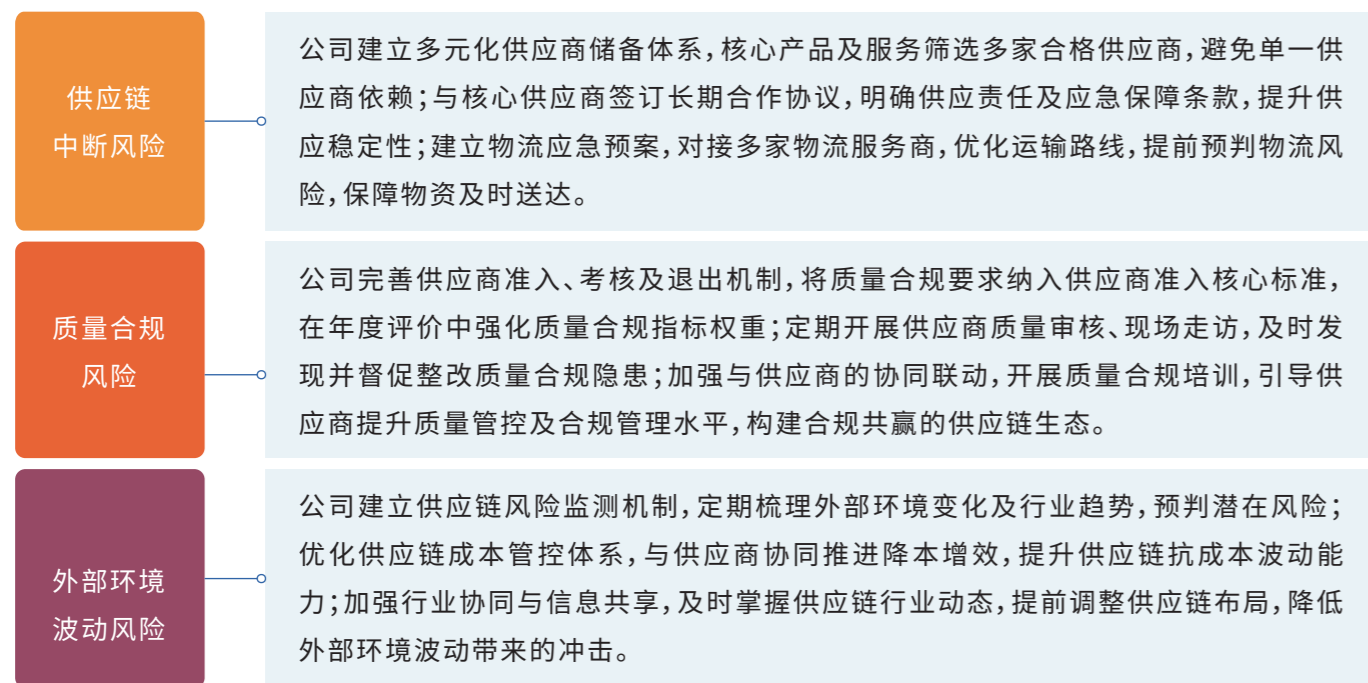 供应链
中断风险
公司建立多元化供应商储备体系，核心产品及服务筛选多家合格供应商，避免单一供
应商依赖；与核心供应商签订长期合作协议，明确供应责任及应急保障条款，提升供
应稳定性；建立物流应急预案，对接多家物流服务商，优化运输路线，提前预判物流风
险，保障物资及时送达。
质量合规
风险
公司完善供应商准入、考核及退出机制，将质量合规要求纳入供应商准入核心标准，
在年度评价中强化质量合规指标权重；定期开展供应商质量审核、现场走访，及时发
现并督促整改质量合规隐患；加强与供应商的协同联动，开展质量合规培训，引导供
应商提升质量管控及合规管理水平，构建合规共赢的供应链生态。
外部环境
波动风险
公司建立供应链风险监测机制，定期梳理外部环境变化及行业趋势，预判潜在风险；
优化供应链成本管控体系，与供应商协同推进降本增效，提升供应链抗成本波动能
力；加强行业协同与信息共享，及时掌握供应链行业动态，提前调整供应链布局，降低
外部环境波动带来的冲击。